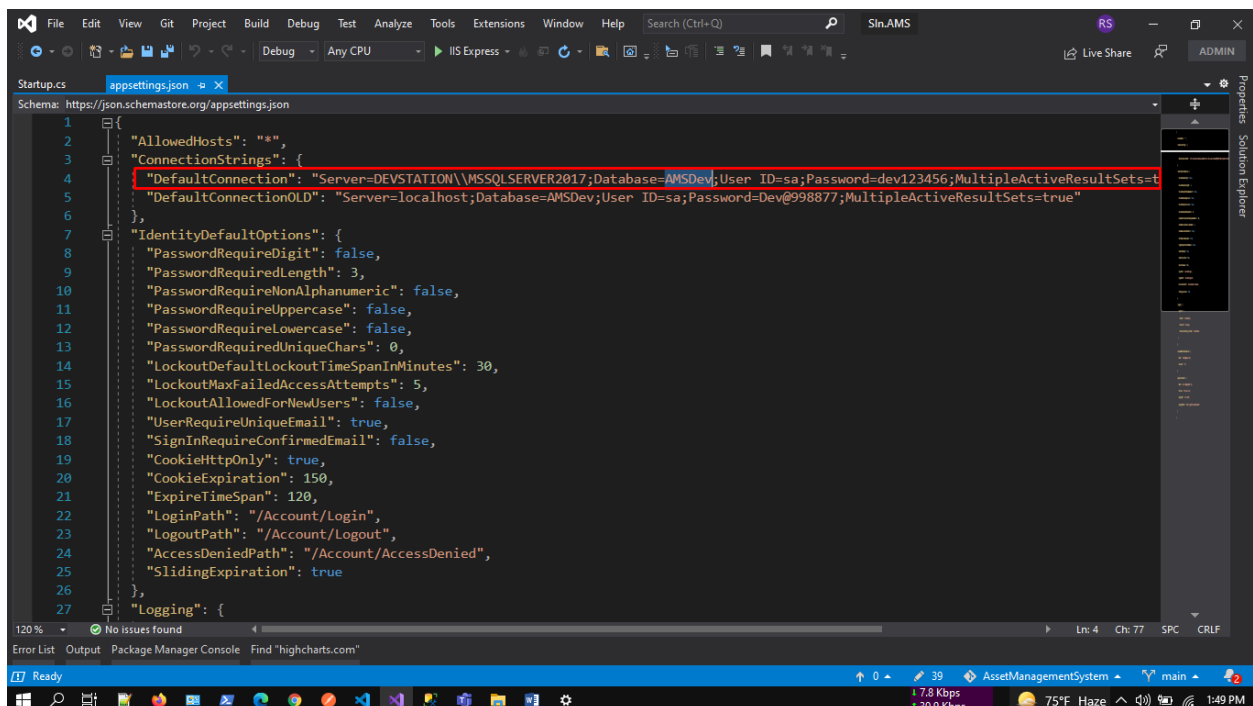 File Edit View Git Project Build Debug Test Analyze Tools Extensions Window Help Search (Ctrl+Q) Sln.AMS RS
Debug Any CPU IIS Express Live Share ADMIN
Startup.cs appsettings.json
Schema: https://json.schemastore.org/appsettings.json
1 {
2 "AllowedHosts": "*",
3 "ConnectionStrings": {
4 "DefaultConnection": "Server=DEVSTATION\\MSSQLSERVER2017;Database=AMSDev;User ID=sa;Password=dev123456;MultipleActiveResultSets=t
5 "DefaultConnectionOLD": "Server=localhost;Database=AMSDev;User ID=sa;Password=Dev@998877;MultipleActiveResultSets=true"
6 },
7 "IdentityDefaultOptions": {
8 "PasswordRequireDigit": false,
9 "PasswordRequiredLength": 3,
10 "PasswordRequireNonAlphanumeric": false,
11 "PasswordRequireUppercase": false,
12 "PasswordRequireLowercase": false,
13 "PasswordRequiredUniqueChars": 0,
14 "LockoutDefaultLockoutTimeSpanInMinutes": 30,
15 "LockoutMaxFailedAccessAttempts": 5,
16 "LockoutAllowedForNewUsers": false,
17 "UserRequireUniqueEmail": true,
18 "SignInRequireConfirmedEmail": false,
19 "CookieHttpOnly": true,
20 "CookieExpiration": 150,
21 "ExpireTimeSpan": 120,
22 "LoginPath": "/Account/Login",
23 "LogoutPath": "/Account/Logout",
24 "AccessDeniedPath": "/Account/AccessDenied",
25 "SlidingExpiration": true
26 },
27 "Logging": {
Properties
Solution Explorer
120 % No issues found Ln: 4 Ch: 77 SPC CRLF
Error List Output Package Manager Console Find "highcharts.com"
Ready 0 39 AssetManagementSystem main 2
7.8 Kbps
75°F Haze 1:49 PM